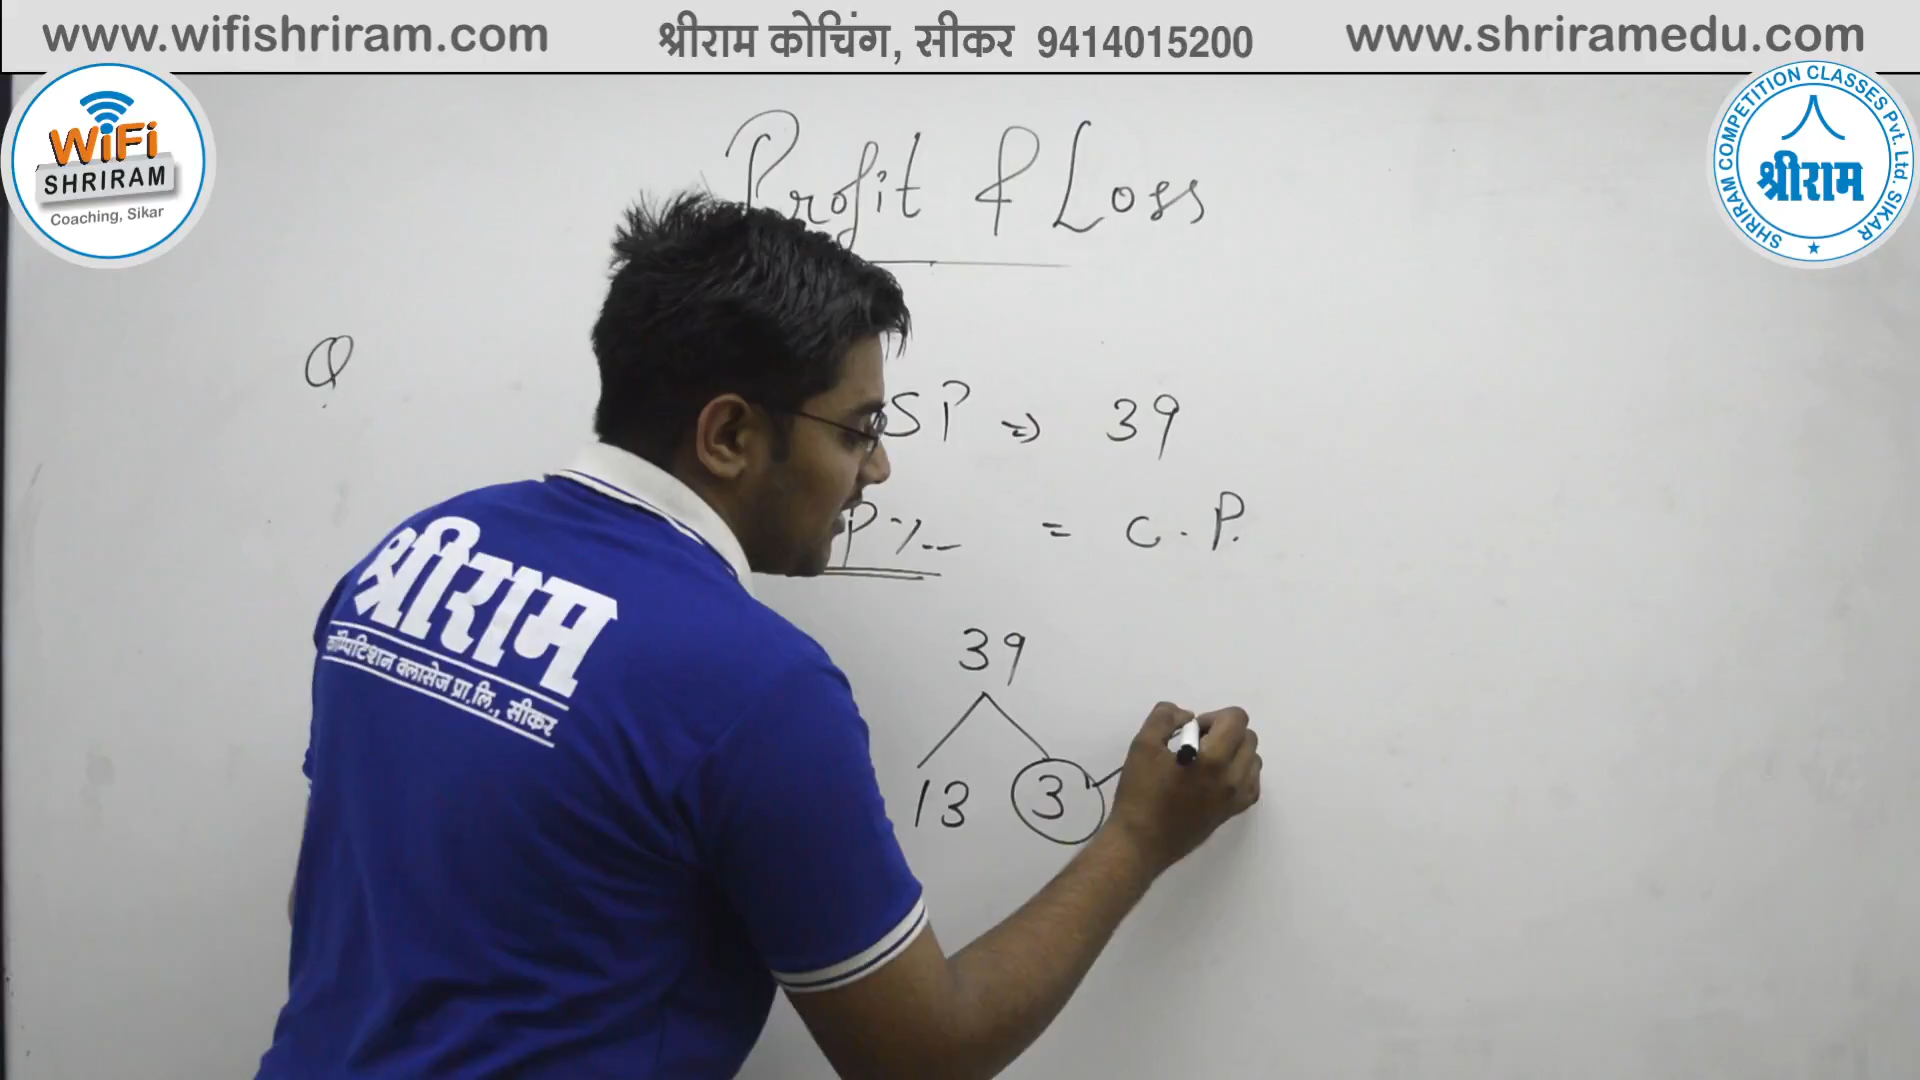 www.wifishriram.com
श्रीराम कोचिंग, सीकर 9414015200
www.shriramedu.com
WiFi
SHRIRAM
Coaching, Sikar
SHRIRAM COMPETITION CLASSES Pvt. Ltd. SIKAR
श्रीराम
Profit & Loss
Q
SP ⇒ 39
P% = C.P.
39
13 3
श्रीराम
कॉम्पिटिशन क्लासेज प्रा.लि., सीकर